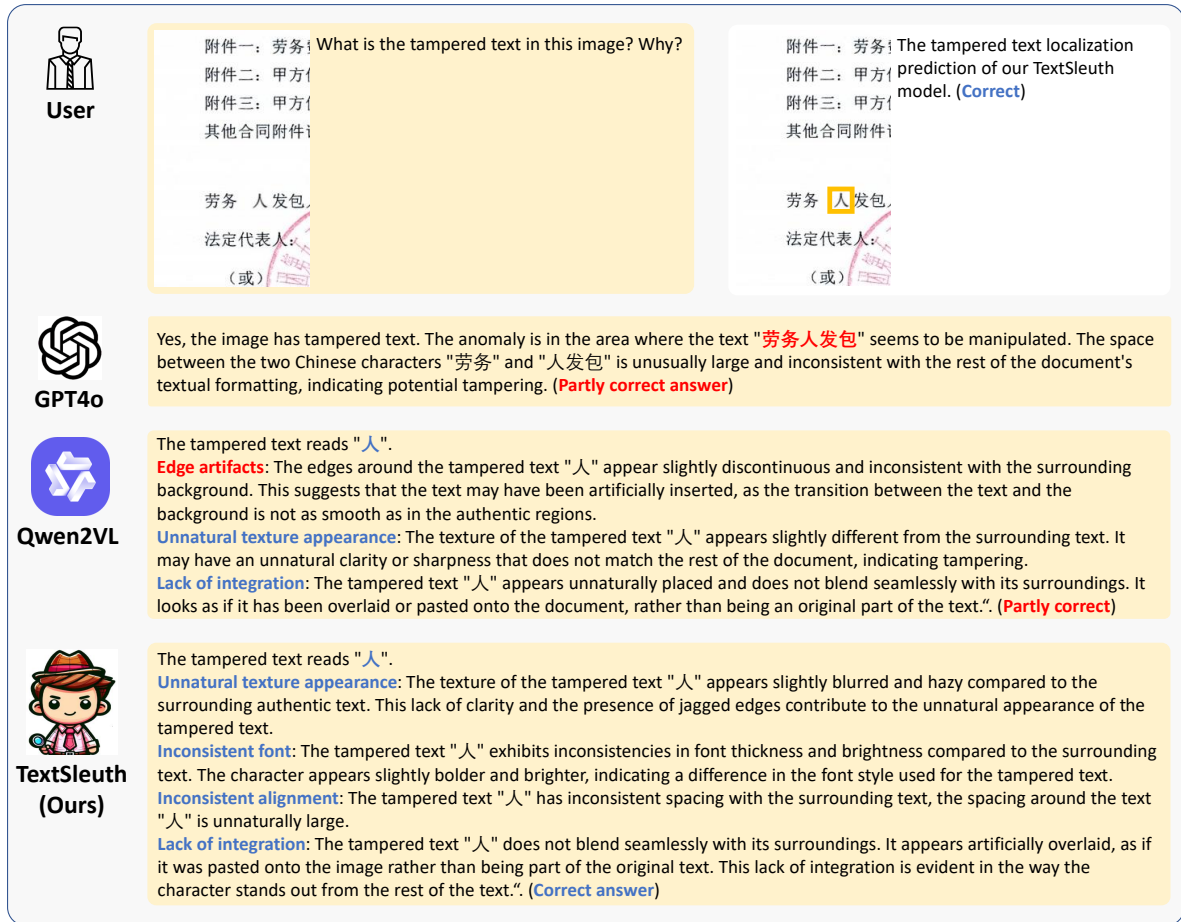 User
附件一：劳务
附件二：甲方
附件三：甲方
其他合同附件
劳务 人发包
法定代表人：
（或）
What is the tampered text in this image? Why?
附件一：劳务
附件二：甲方
附件三：甲方
其他合同附件
劳务 人发包
法定代表人：
（或）
The tampered text localization
prediction of our TextSleuth
model. (Correct)
GPT4o
Yes, the image has tampered text. The anomaly is in the area where the text "劳务人发包" seems to be manipulated. The space
between the two Chinese characters "劳务" and "人发包" is unusually large and inconsistent with the rest of the document's
textual formatting, indicating potential tampering. (Partly correct answer)
Qwen2VL
The tampered text reads "人".
Edge artifacts: The edges around the tampered text "人" appear slightly discontinuous and inconsistent with the surrounding
background. This suggests that the text may have been artificially inserted, as the transition between the text and the
background is not as smooth as in the authentic regions.
Unnatural texture appearance: The texture of the tampered text "人" appears slightly different from the surrounding text. It
may have an unnatural clarity or sharpness that does not match the rest of the document, indicating tampering.
Lack of integration: The tampered text "人" appears unnaturally placed and does not blend seamlessly with its surroundings. It
looks as if it has been overlaid or pasted onto the document, rather than being an original part of the text.“. (Partly correct)
TextSleuth
(Ours)
The tampered text reads "人".
Unnatural texture appearance: The texture of the tampered text "人" appears slightly blurred and hazy compared to the
surrounding authentic text. This lack of clarity and the presence of jagged edges contribute to the unnatural appearance of the
tampered text.
Inconsistent font: The tampered text "人" exhibits inconsistencies in font thickness and brightness compared to the surrounding
text. The character appears slightly bolder and brighter, indicating a difference in the font style used for the tampered text.
Inconsistent alignment: The tampered text "人" has inconsistent spacing with the surrounding text, the spacing around the text
"人" is unnaturally large.
Lack of integration: The tampered text "人" does not blend seamlessly with its surroundings. It appears artificially overlaid, as if
it was pasted onto the image rather than being part of the original text. This lack of integration is evident in the way the
character stands out from the rest of the text.“. (Correct answer)